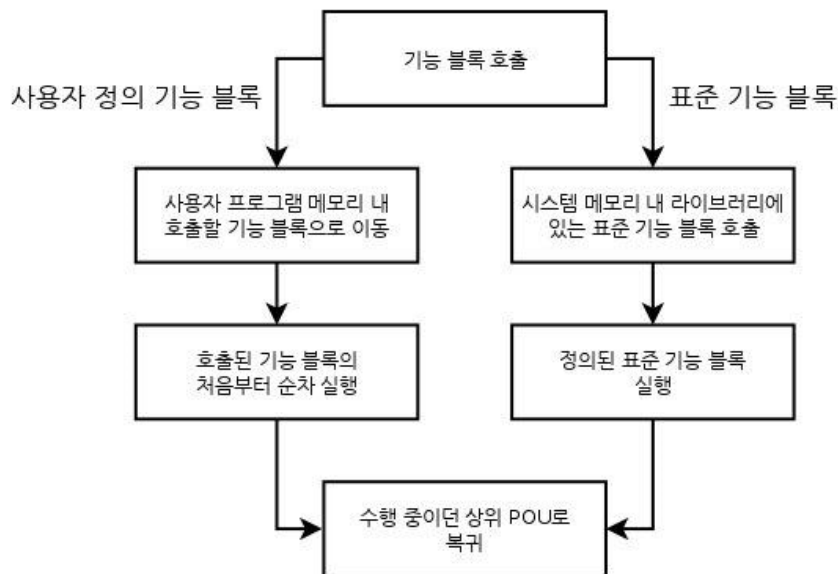 기능 블록 호출
사용자 정의 기능 블록
표준 기능 블록
사용자 프로그램 메모리 내
호출할 기능 블록으로 이동
시스템 메모리 내 라이브러리에
있는 표준 기능 블록 호출
호출된 기능 블록의
처음부터 순차 실행
정의된 표준 기능 블록
실행
수행 중이던 상위 POU로
복귀